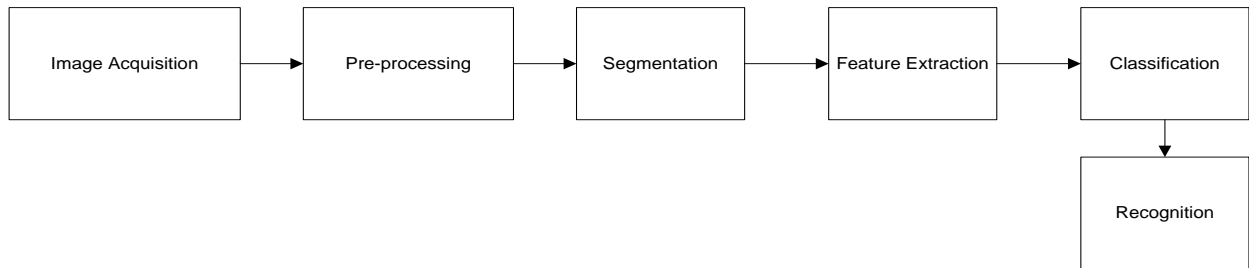 Image Acquisition
Pre-processing
Segmentation
Feature Extraction
Classification
Recognition